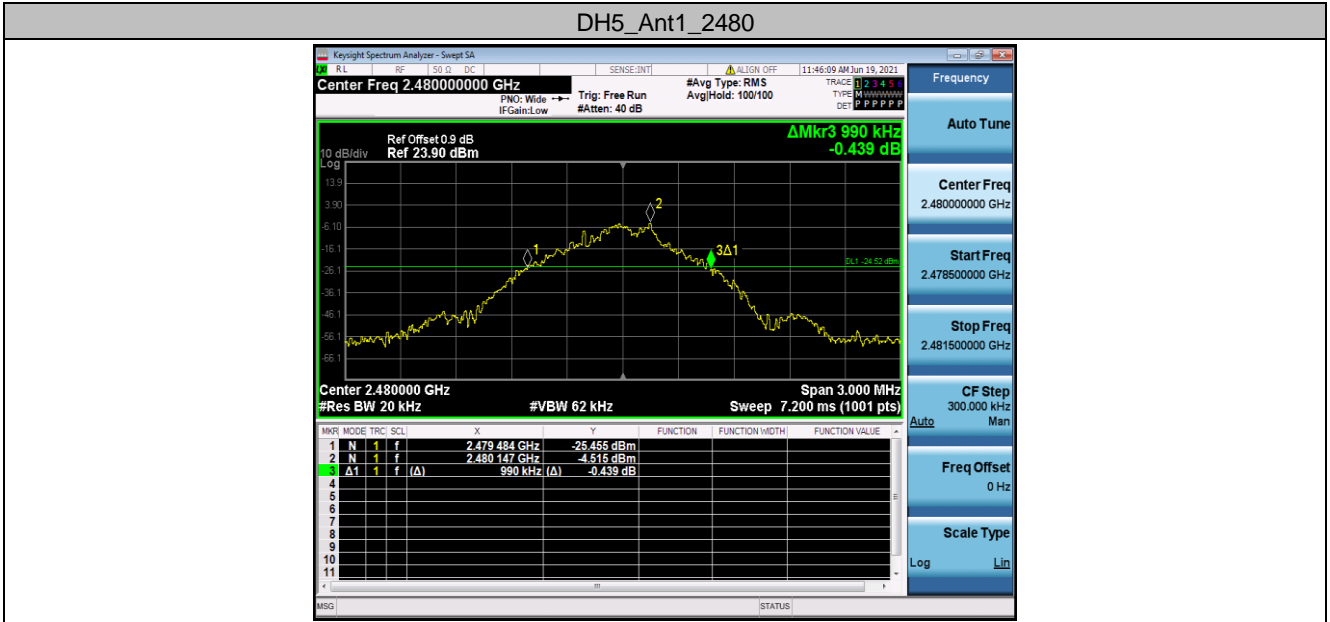 DH5_Ant1_2480
Keysight Spectrum Analyzer - Swept SA
RL RF 50 Ω DC SENSE:INT ALIGN OFF 11:46:09 AM Jun 19, 2021
Center Freq 2.480000000 GHz
PNO: Wide
IFGain:Low
Trig: Free Run
#Atten: 40 dB
#Avg Type: RMS
Avg|Hold: 100/100
TRACE 1 2 3 4 5 6
TYPE M W W W W W
DET P P P P P P
ΔMkr3 990 kHz
-0.439 dB
Ref Offset 0.9 dB
10 dB/div Ref 23.90 dBm
Log
13.9
3.90
-6.10
-16.1
-26.1
-36.1
-46.1
-56.1
-66.1
1
2
3Δ1
DL1 -24.52 dBm
Center 2.480000 GHz Span 3.000 MHz
#Res BW 20 kHz #VBW 62 kHz Sweep 7.200 ms (1001 pts)
MKR MODE TRC SCL X Y FUNCTION FUNCTION WIDTH FUNCTION VALUE
1 N 1 f 2.479 484 GHz -25.455 dBm
2 N 1 f 2.480 147 GHz -4.515 dBm
3 Δ1 1 f (Δ) 990 kHz (Δ) -0.439 dB
4
5
6
7
8
9
10
11
MSG STATUS
Frequency
Auto Tune
Center Freq
2.480000000 GHz
Start Freq
2.478500000 GHz
Stop Freq
2.481500000 GHz
CF Step
300.000 kHz
Auto Man
Freq Offset
0 Hz
Scale Type
Log Lin